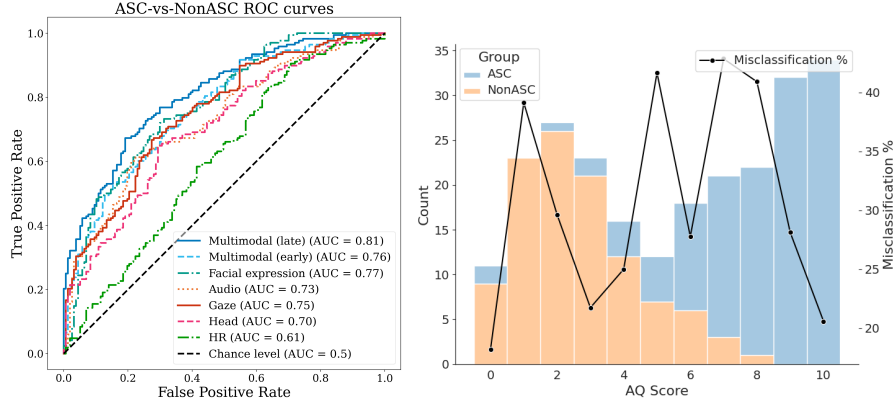 ASC-vs-NonASC ROC curves
True Positive Rate
1.0
0.8
0.6
0.4
0.2
0.0
Multimodal (late) (AUC = 0.81)
Multimodal (early) (AUC = 0.76)
Facial expression (AUC = 0.77)
Audio (AUC = 0.73)
Gaze (AUC = 0.75)
Head (AUC = 0.70)
HR (AUC = 0.61)
Chance level (AUC = 0.5)
0.0 0.2 0.4 0.6 0.8 1.0
False Positive Rate
Count
35
30
25
20
15
10
5
0
Group
ASC
NonASC
Misclassification %
40
35
30
25
20
Misclassification %
0 2 4 6 8 10
AQ Score